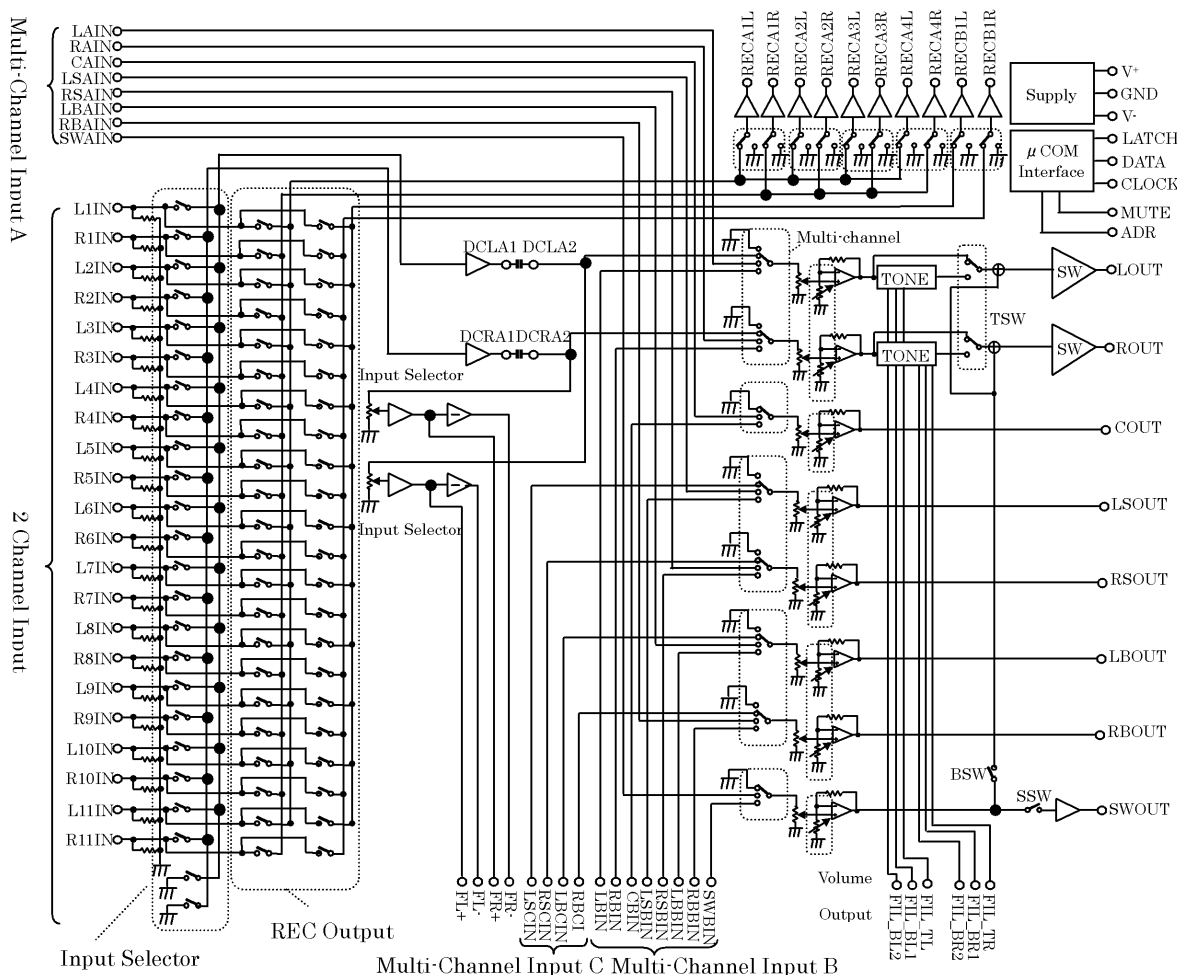 Multi-Channel Input A
LAIN
RAIN
CAIN
LSAIN
RSAIN
LBAIN
RBAIN
SWAIN
RECA1L
RECA1R
RECA2L
RECA2R
RECA3L
RECA3R
RECA4L
RECA4R
RECB1L
RECB1R
Supply
V+
GND
V-
μCOM
Interface
LATCH
DATA
CLOCK
MUTE
ADR
2 Channel Input
L1IN
R1IN
L2IN
R2IN
L3IN
R3IN
L4IN
R4IN
L5IN
R5IN
L6IN
R6IN
L7IN
R7IN
L8IN
R8IN
L9IN
R9IN
L10IN
R10IN
L11IN
R11IN
DCLA1 DCLA2
DCRA1DCRA2
Input Selector
Input Selector
Multi-channel
TONE
TONE
TSW
SW
SW
LOUT
ROUT
COUT
LSOUT
RSOUT
LBOUT
RBOUT
BSW
SSW
SWOUT
Volume
Output
FL+
FL-
FR+
FR-
LSCIN
RSCIN
LBCIN
RBCI
LBIN
RBIN
CBIN
LSBIN
RSBIN
LBBIN
RBBIN
SWBIN
FIL_BL2
FIL_BL1
FIL_TL
FIL_BR2
FIL_BR1
FIL_TR
REC Output
Input Selector
Multi-Channel Input C Multi-Channel Input B